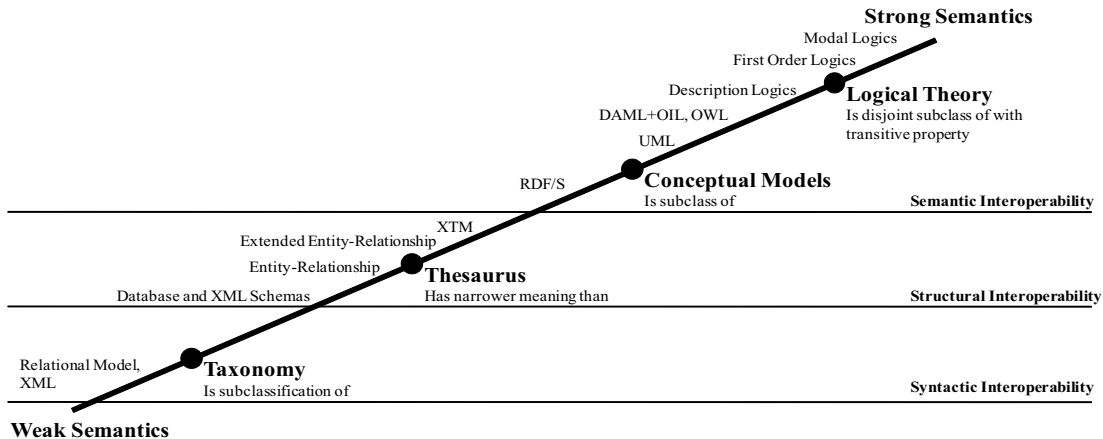 Strong Semantics
Modal Logics
First Order Logics
Description Logics
Logical Theory
Is disjoint subclass of with
transitive property
DAML+OIL, OWL
UML
RDF/S
Conceptual Models
Is subclass of
Semantic Interoperability
XTM
Extended Entity-Relationship
Entity-Relationship
Thesaurus
Has narrower meaning than
Database and XML Schemas
Structural Interoperability
Relational Model,
XML
Taxonomy
Is subclassification of
Syntactic Interoperability
Weak Semantics